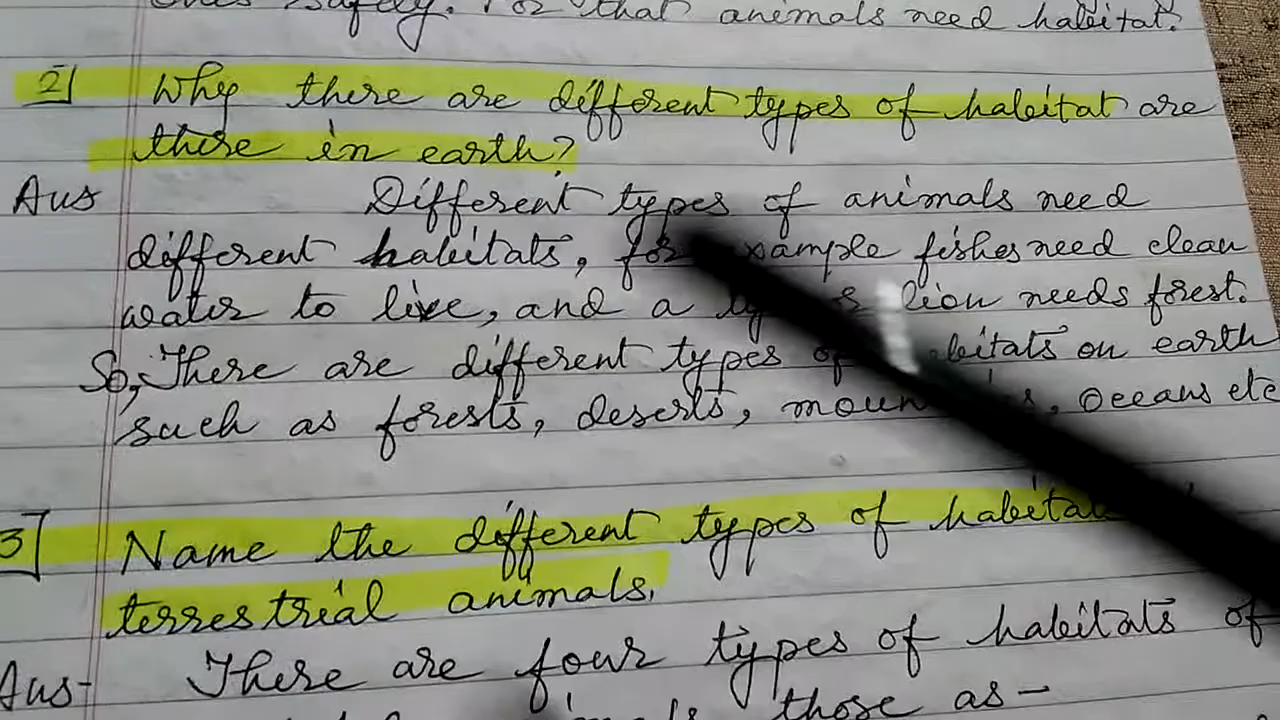 safely. For that animals need habitat.
2] Why there are different types of habitat are
there in earth?
Ans Different types of animals need
different habitats, for example fishes need clean
water to live, and a lion needs forest.
So, There are different types of habitats on earth
such as forests, deserts, mountains, oceans etc
3] Name the different types of habitat
terrestrial animals.
Ans- There are four types of habitats of
those as-